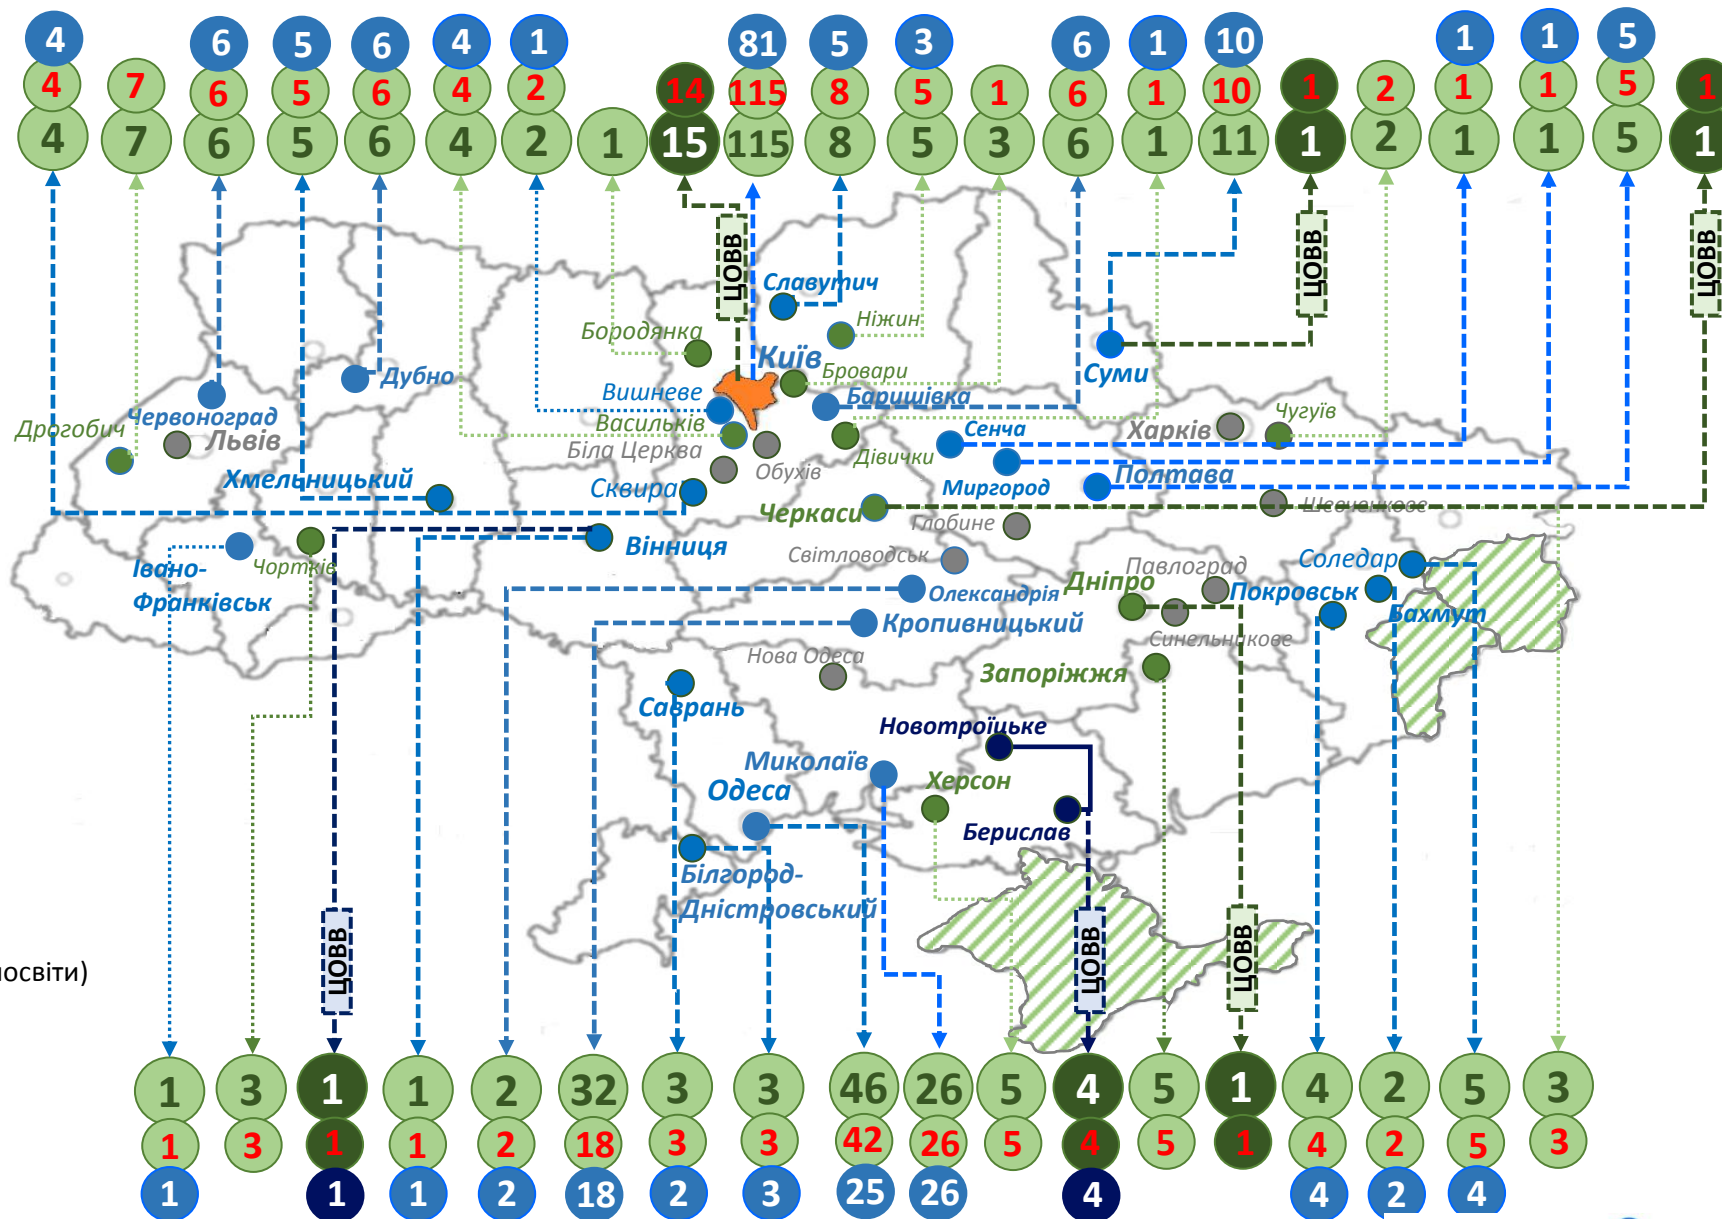 4 6 5 6 4 1 81 5 3 6 1 10 1 1 5
4 7 6 5 6 4 2 14 115 8 5 1 6 1 10 1 2 1 1 5 1
4 7 6 5 6 4 2 1 15 115 8 5 3 6 1 11 1 2 1 1 5 1
ЦОВВ
ЦОВВ
ЦОВВ
Славутич
Ніжин
Бородянка
Київ
Суми
Бровари
Дубно
Вишневе
Баришівка
Червоноград
Дрогобич
Львів
Васильків
Сенча
Харків
Чугуїв
Біла Церква
Обухів
Дівички
Хмельницький
Сквира
Миргород
Полтава
Черкаси
Глобине
Шевченкове
Вінниця
Світловодськ
Івано-
Франківськ
Чортків
Павлоград
Соледар
Дніпро
Покровськ
Олександрія
Бахмут
Кропивницький
Синельникове
Нова Одеса
Запоріжжя
Саврань
Новотроїцьке
Миколаїв
Херсон
Одеса
Берислав
Білгород-
Дністровський
ЦОВВ
ЦОВВ
ЦОВВ
освіти)
1 3 1 1 2 32 3 3 46 26 5 4 5 1 4 2 5 3
1 3 1 1 2 18 3 3 42 26 5 4 5 1 4 2 5 3
1 1 1 2 18 2 3 25 26 4 4 2 4